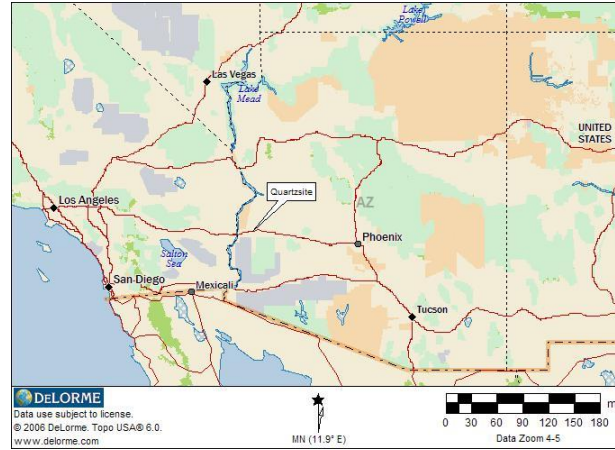 Lake
Powell
Las Vegas
Lake
Mead
UNITED
STATES
Quartzsite
Los Angeles
AZ
Phoenix
Salton
Sea
San Diego
Mexicali
Tucson
DELORME
Data use subject to license.
© 2006 DeLorme. Topo USA® 6.0.
www.delorme.com
MN (11.9° E)
m
0 30 60 90 120 150 180
Data Zoom 4-5